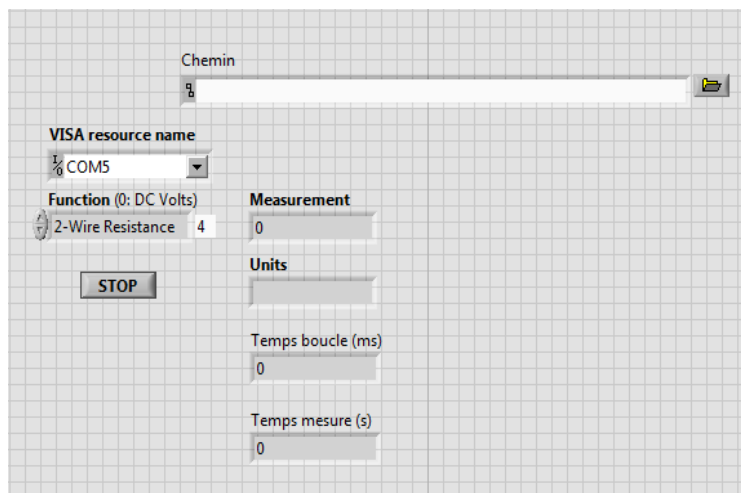 Chemin
VISA resource name
COM5
Function (0: DC Volts)
Measurement
2-Wire Resistance 4
0
Units
STOP
Temps boucle (ms)
0
Temps mesure (s)
0